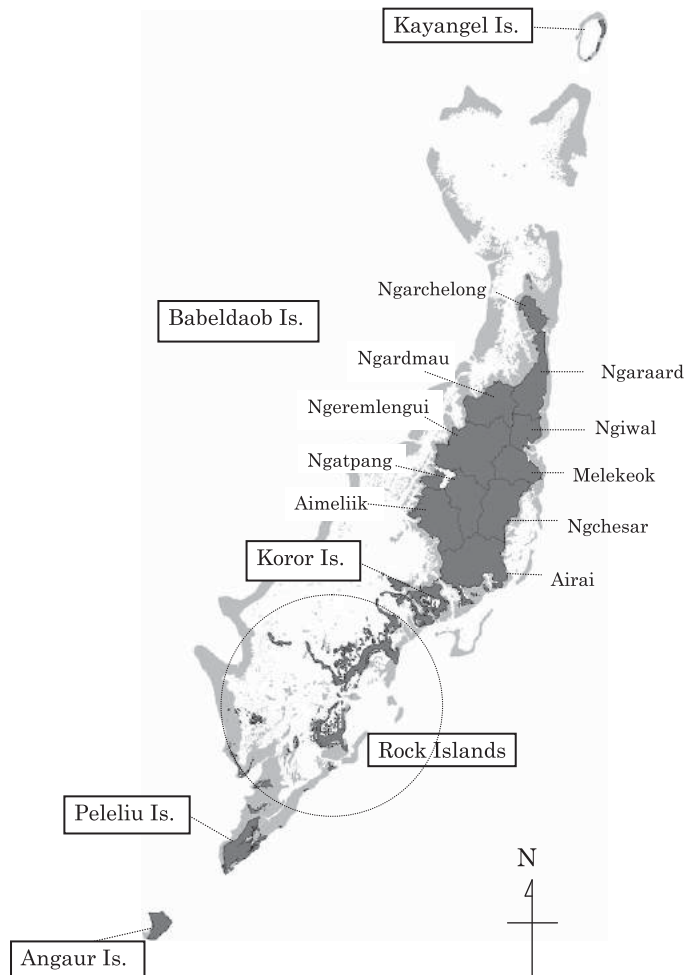 Kayangel Is.
Ngarchelong
Babeldaob Is.
Ngardmau
Ngaraard
Ngeremlengui
Ngiwal
Ngatpang
Melekeok
Aimeliik
Ngchesar
Koror Is.
Airai
Rock Islands
Peleliu Is.
N
Angaur Is.